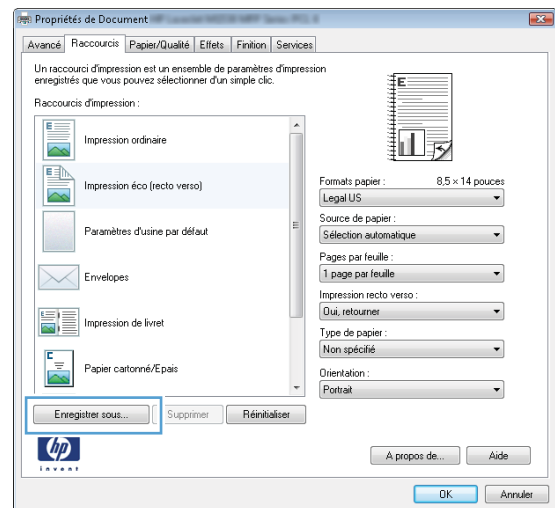 Propriétés de Document
Avancé Raccourcis Papier/Qualité Effets Finition Services
Un raccourci d'impression est un ensemble de paramètres d'impression
enregistrés que vous pouvez sélectionner d'un simple clic.
Raccourcis d'impression :
Impression ordinaire
Impression éco (recto verso)
Paramètres d'usine par défaut
Envelopes
Impression de livret
Papier cartonné/Epais
Enregistrer sous... Supprimer Réinitialiser
E
Formats papier : 8,5 × 14 pouces
Legal US
Source de papier :
Sélection automatique
Pages par feuille :
1 page par feuille
Impression recto verso :
Oui, retourner
Type de papier :
Non spécifié
Orientation :
Portrait
hp
invent
A propos de... Aide
OK Annuler